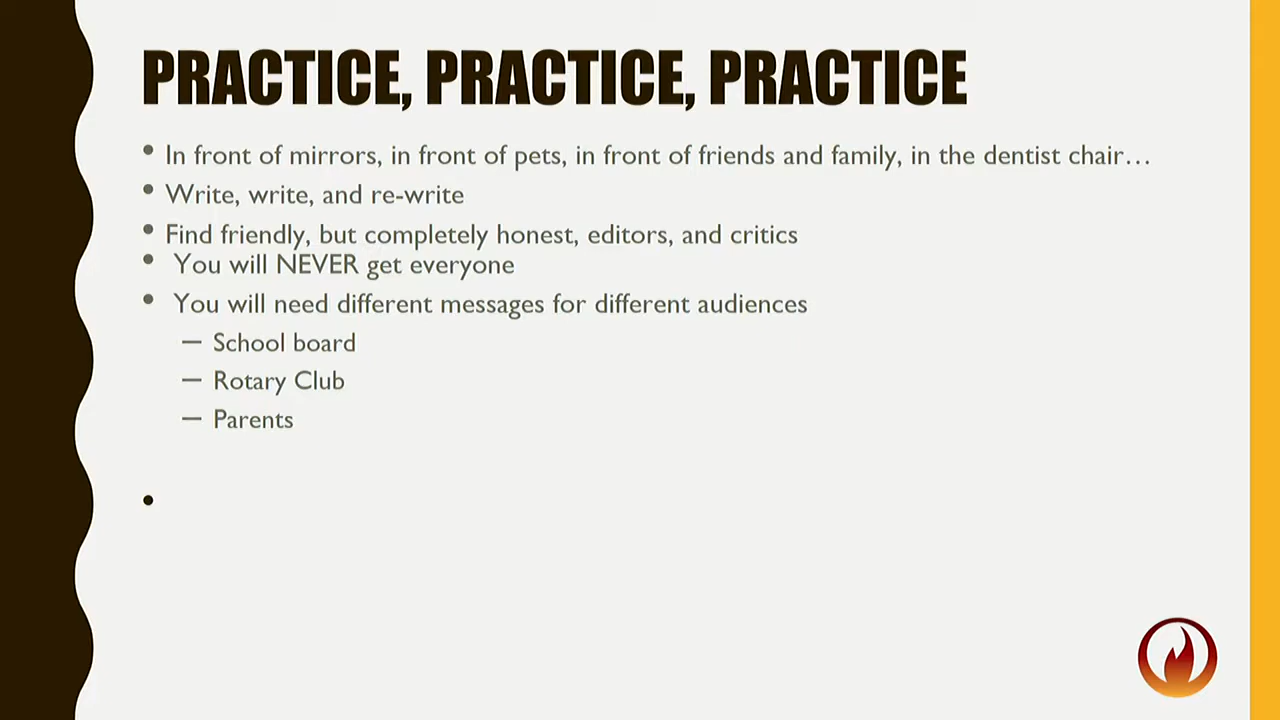 PRACTICE, PRACTICE, PRACTICE
• In front of mirrors, in front of pets, in front of friends and family, in the dentist chair…
• Write, write, and re-write
• Find friendly, but completely honest, editors, and critics
• You will NEVER get everyone
• You will need different messages for different audiences
– School board
– Rotary Club
– Parents
•